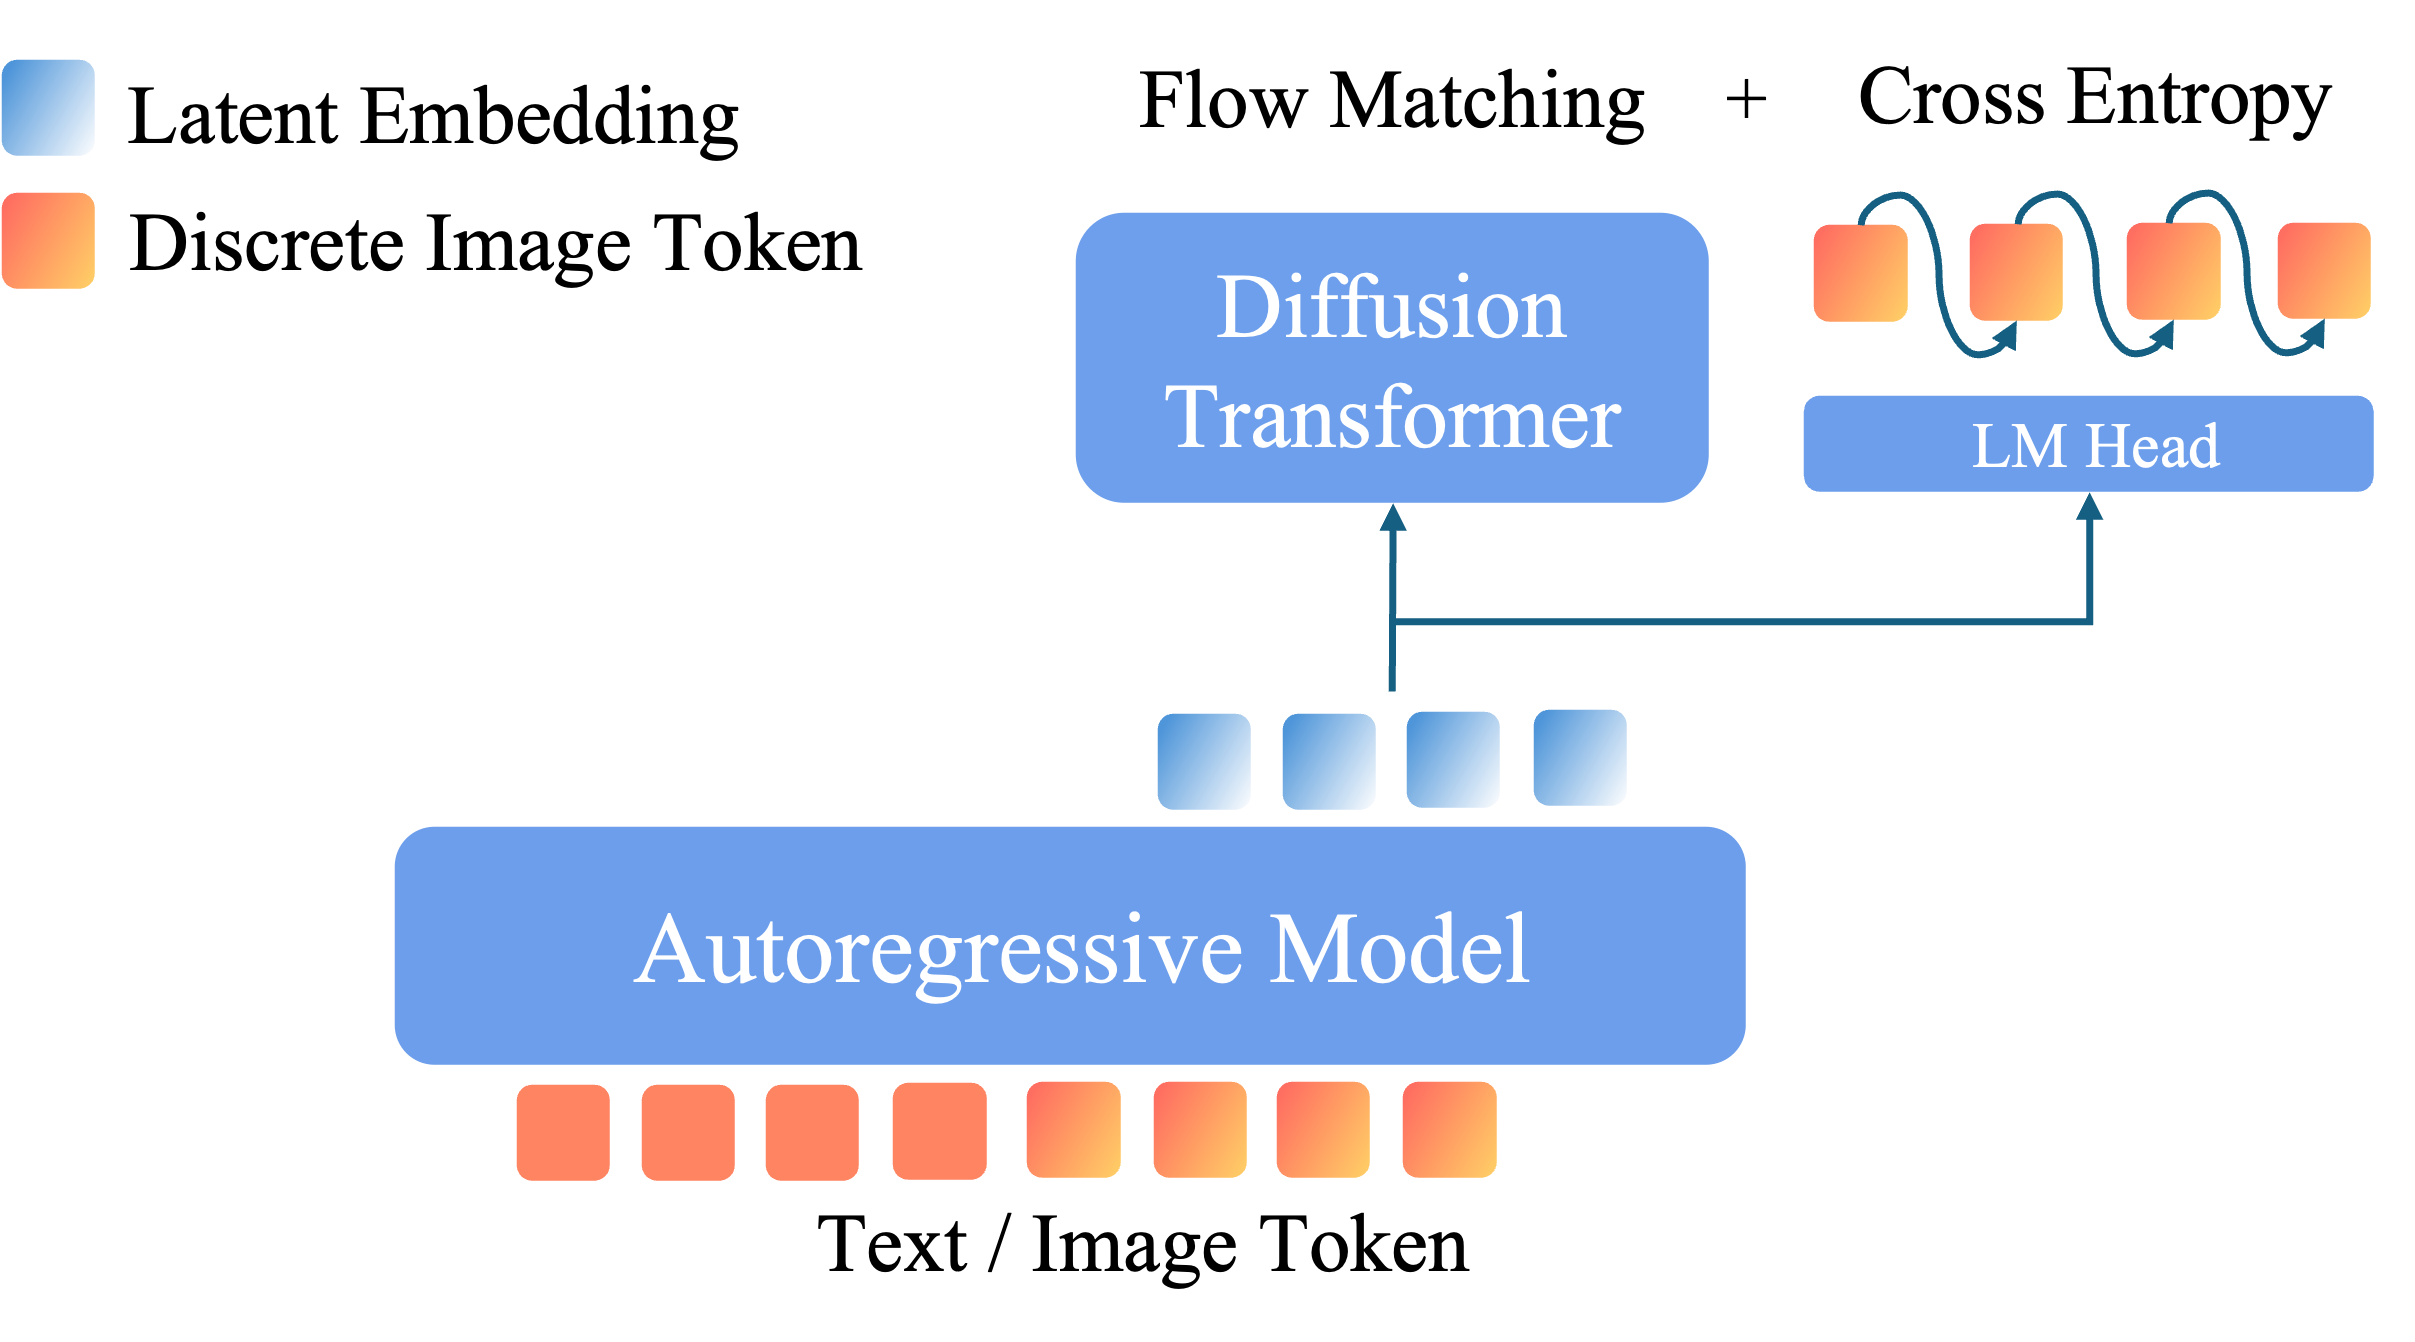 Latent Embedding
Discrete Image Token
Flow Matching + Cross Entropy
Diffusion
Transformer
LM Head
Autoregressive Model
Text / Image Token